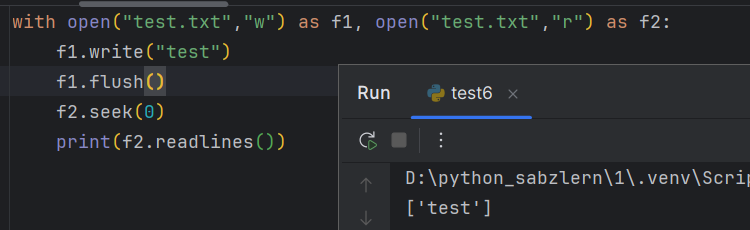 with open("test.txt","w") as f1, open("test.txt","r") as f2:
f1.write("test")
f1.flush()
f2.seek(0)
print(f2.readlines())
Run test6
D:\python_sabzlern\1\.venv\Scrip
['test']